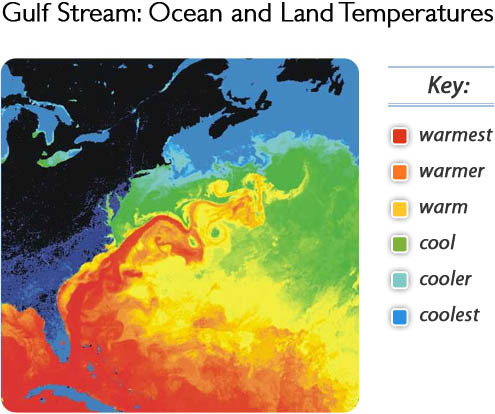 Gulf Stream: Ocean and Land Temperatures
Key:
warmest
warmer
warm
cool
cooler
coolest